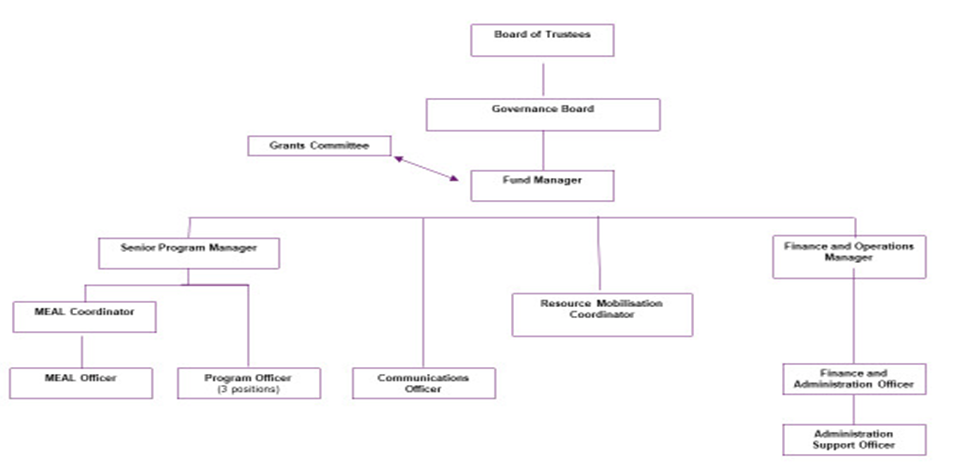 Board of Trustees
Governance Board
Grants Committee
Fund Manager
Senior Program Manager
Finance and Operations
Manager
MEAL Coordinator
Resource Mobilisation
Coordinator
MEAL Officer
Program Officer
(3 positions)
Communications
Officer
Finance and
Administration Officer
Administration
Support Officer